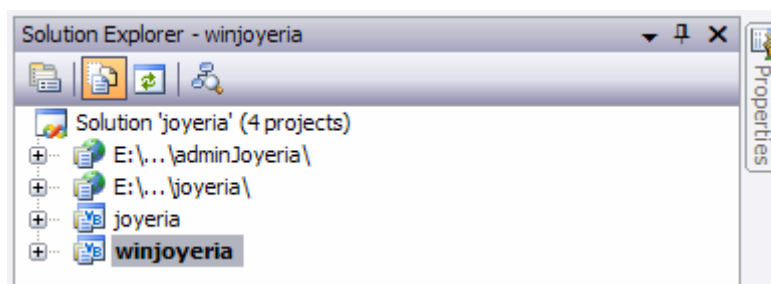 Solution Explorer - winjoyeria
Properties
Solution 'joyeria' (4 projects)
E:\...\adminJoyeria\
E:\...\joyeria\
joyeria
winjoyeria